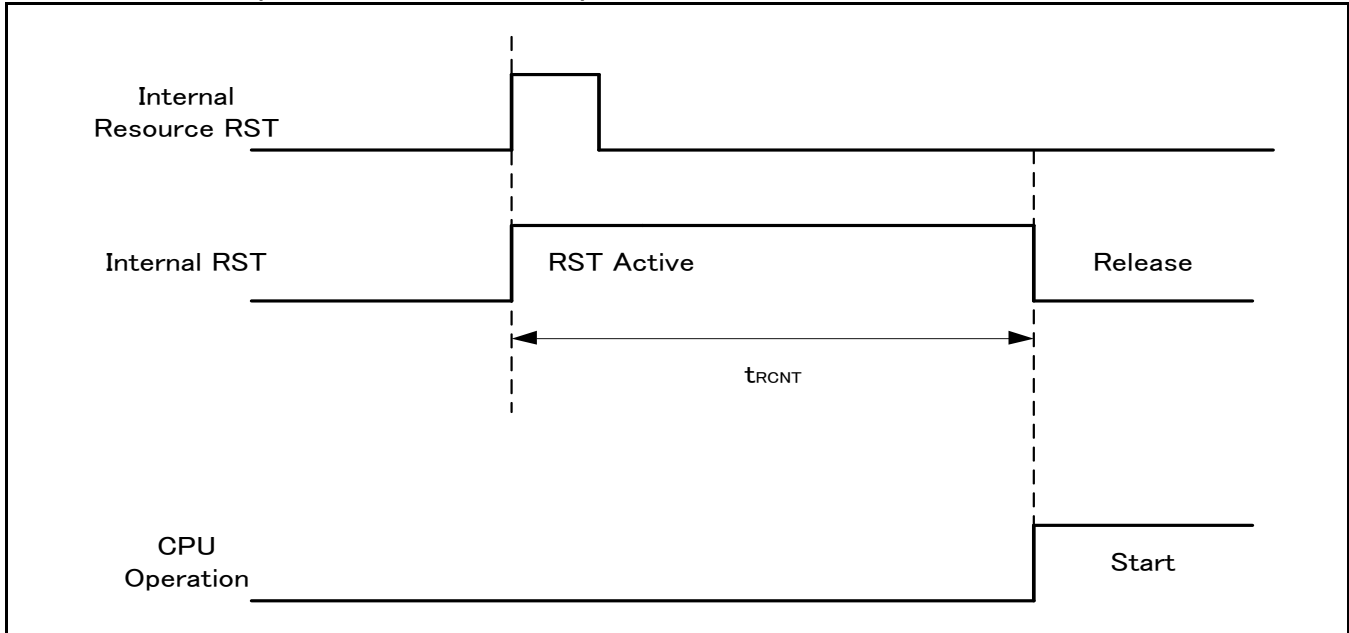 Internal
Resource RST
Internal RST
RST Active
Release
tRCNT
CPU
Operation
Start